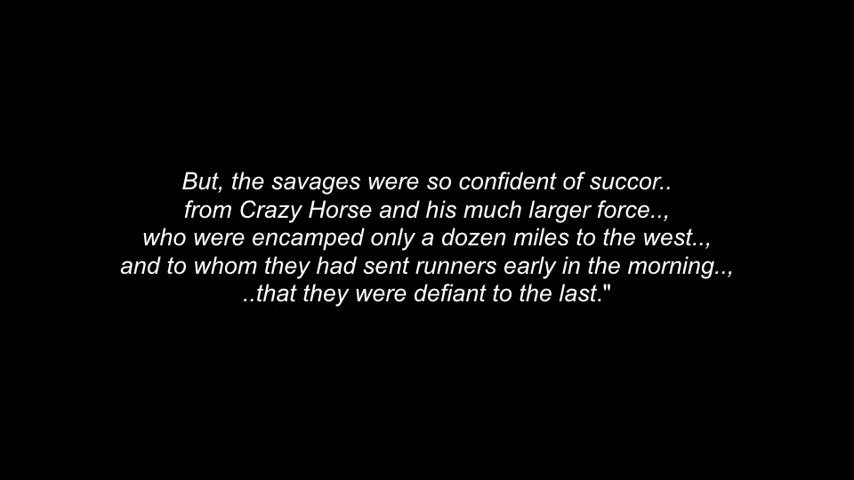 But, the savages were so confident of succor..
from Crazy Horse and his much larger force..,
who were encamped only a dozen miles to the west..,
and to whom they had sent runners early in the morning..,
..that they were defiant to the last."